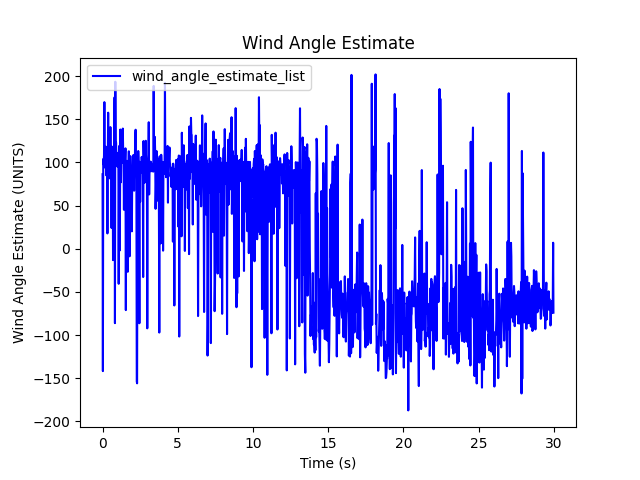 Wind Angle Estimate
wind_angle_estimate_list
Wind Angle Estimate (UNITS)
200
150
100
50
0
−50
−100
−150
−200
0 5 10 15 20 25 30
Time (s)